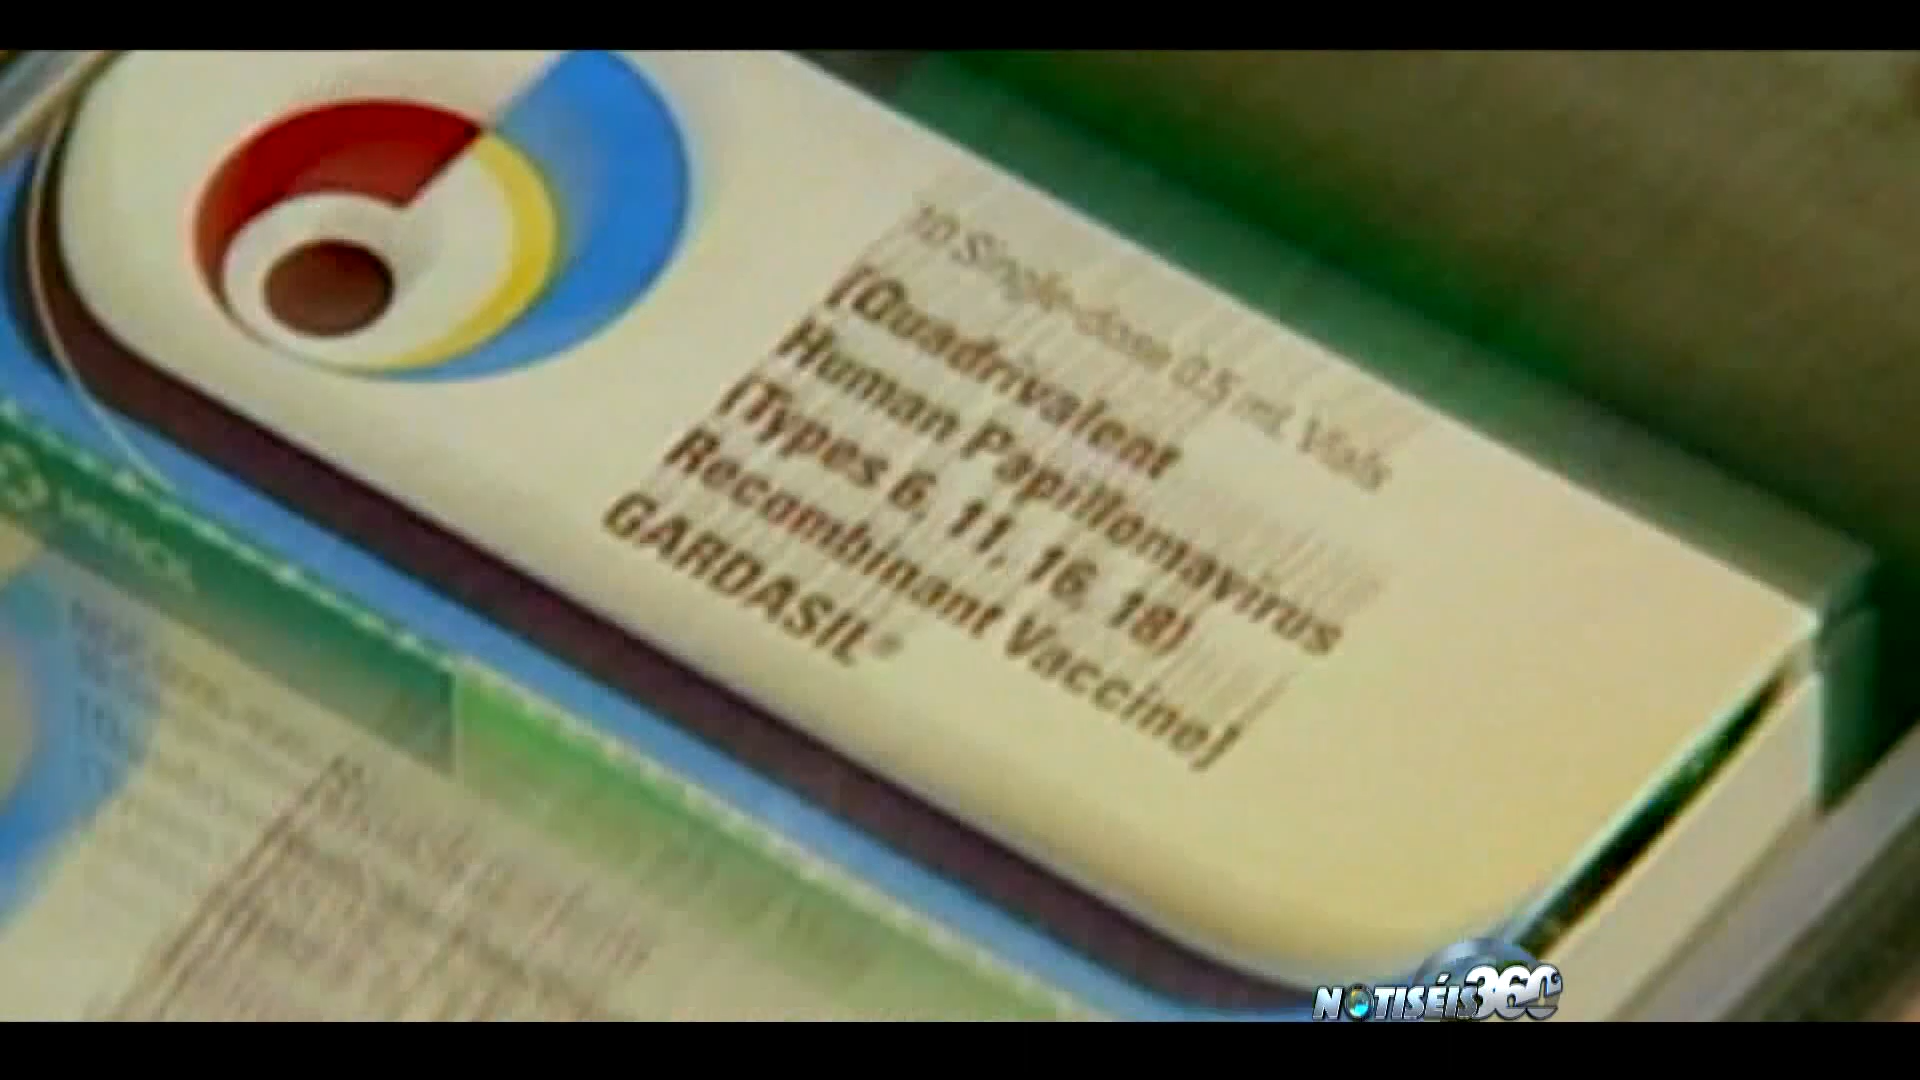 10 Single-dose 0.5 mL Vials
[Quadrivalent
Human Papillomavirus
(Types 6, 11, 16, 18)
Recombinant Vaccine]
GARDASIL®
MERCK
NOTISÉIS360°